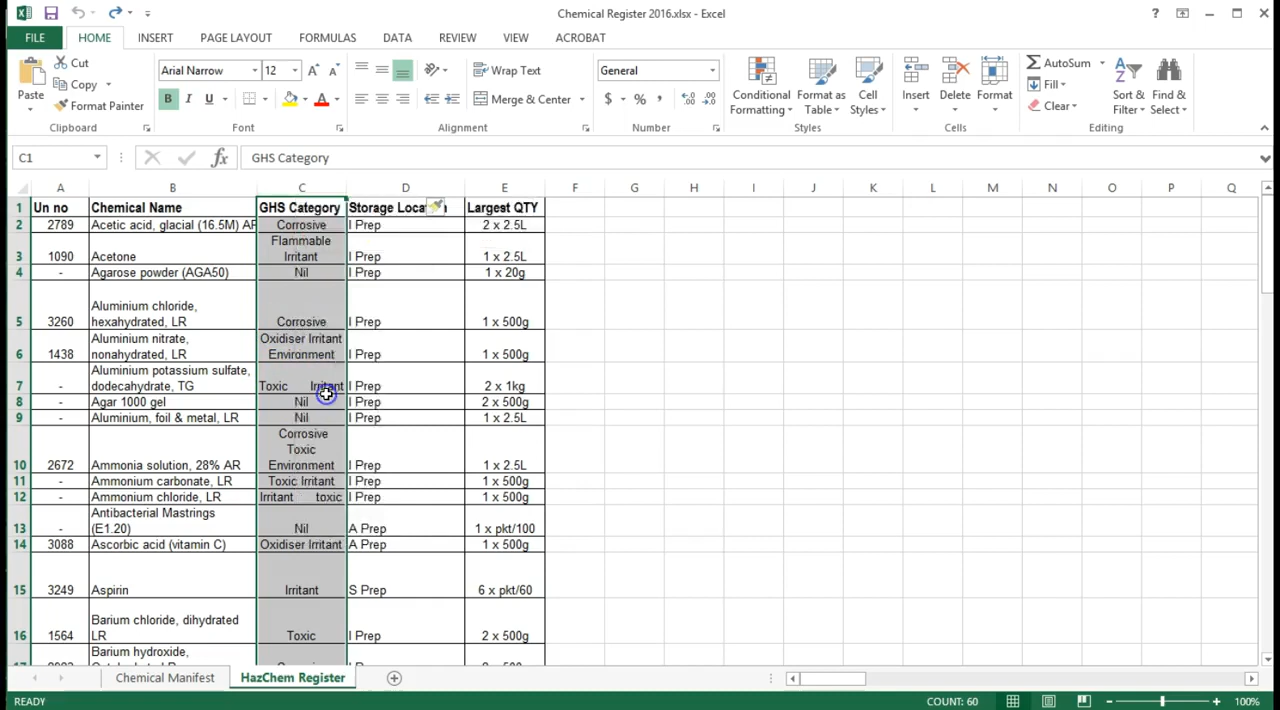 Chemical Register 2016.xlsx - Excel
?
FILE HOME INSERT PAGE LAYOUT FORMULAS DATA REVIEW VIEW ACROBAT
Paste
Cut
Copy
Format Painter
Clipboard
Arial Narrow 12
B I U
Font
Wrap Text
Merge & Center
Alignment
General
$ % ,
Number
Conditional Formatting
Format as Table
Cell Styles
Styles
Insert Delete Format
Cells
AutoSum
Fill
Clear
Sort & Filter
Find & Select
Editing
C1 fx GHS Category
A B C D E F G H I J K L M N O P Q
1 Un no Chemical Name GHS Category Storage Loca Largest QTY
2 2789 Acetic acid, glacial (16.5M) AF Corrosive I Prep 2 x 2.5L
Flammable
3 1090 Acetone Irritant I Prep 1 x 2.5L
4 - Agarose powder (AGA50) Nil I Prep 1 x 20g
Aluminium chloride,
5 3260 hexahydrated, LR Corrosive I Prep 1 x 500g
Aluminium nitrate, Oxidiser Irritant
6 1438 nonahydrated, LR Environment I Prep 1 x 500g
Aluminium potassium sulfate,
7 - dodecahydrate, TG Toxic Irritant I Prep 2 x 1kg
8 - Agar 1000 gel Nil I Prep 2 x 500g
9 - Aluminium, foil & metal, LR Nil I Prep 1 x 2.5L
Corrosive
Toxic
10 2672 Ammonia solution, 28% AR Environment I Prep 1 x 2.5L
11 - Ammonium carbonate, LR Toxic Irritant I Prep 1 x 500g
12 - Ammonium chloride, LR Irritant toxic I Prep 1 x 500g
Antibacterial Mastrings
13 - (E1.20) Nil A Prep 1 x pkt/100
14 3088 Ascorbic acid (vitamin C) Oxidiser Irritant A Prep 1 x 500g
15 3249 Aspirin Irritant S Prep 6 x pkt/60
Barium chloride, dihydrated
16 1564 LR Toxic I Prep 2 x 500g
Barium hydroxide,
Chemical Manifest HazChem Register
READY COUNT: 60 100%